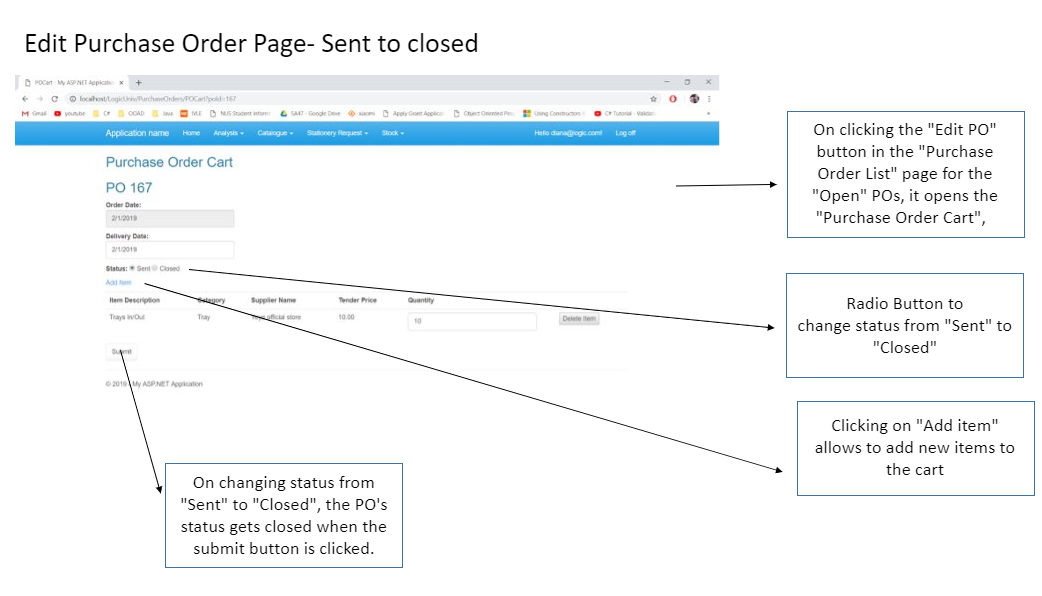 Edit Purchase Order Page- Sent to closed
POCart - My ASP.NET Applicatio
localhost/LogicUniv/PurchaseOrders/POCart?poId=167
Gmail youtube C# OOAD Java NLE NUS Student Inform SA47 - Google Drive xiaomi Apply Grant Applicat Object Oriented Prog Using Constructors C# Tutorial - Validat
Application name Home Analysis Catalogue Stationery Request Stock Hello diana@logic.com! Log off
Purchase Order Cart
PO 167
Order Date:
2/1/2019
Delivery Date:
2/1/2019
Status: Sent Closed
Add Item
Item Description Category Supplier Name Tender Price Quantity
Trays In/Out Tray official store 10.00 10 Delete Item
Submit
© 2019 - My ASP.NET Application
On clicking the "Edit PO"
button in the "Purchase
Order List" page for the
"Open" POs, it opens the
"Purchase Order Cart",
Radio Button to
change status from "Sent" to
"Closed"
Clicking on "Add item"
allows to add new items to
the cart
On changing status from
"Sent" to "Closed", the PO's
status gets closed when the
submit button is clicked.